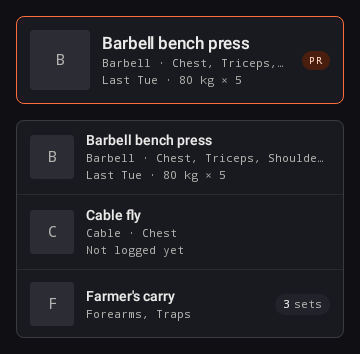 B
Barbell bench press
Barbell · Chest, Triceps,…
Last Tue · 80 kg × 5
PR
B
Barbell bench press
Barbell · Chest, Triceps, Shoulde…
Last Tue · 80 kg × 5
C
Cable fly
Cable · Chest
Not logged yet
F
Farmer's carry
Forearms, Traps
3 sets